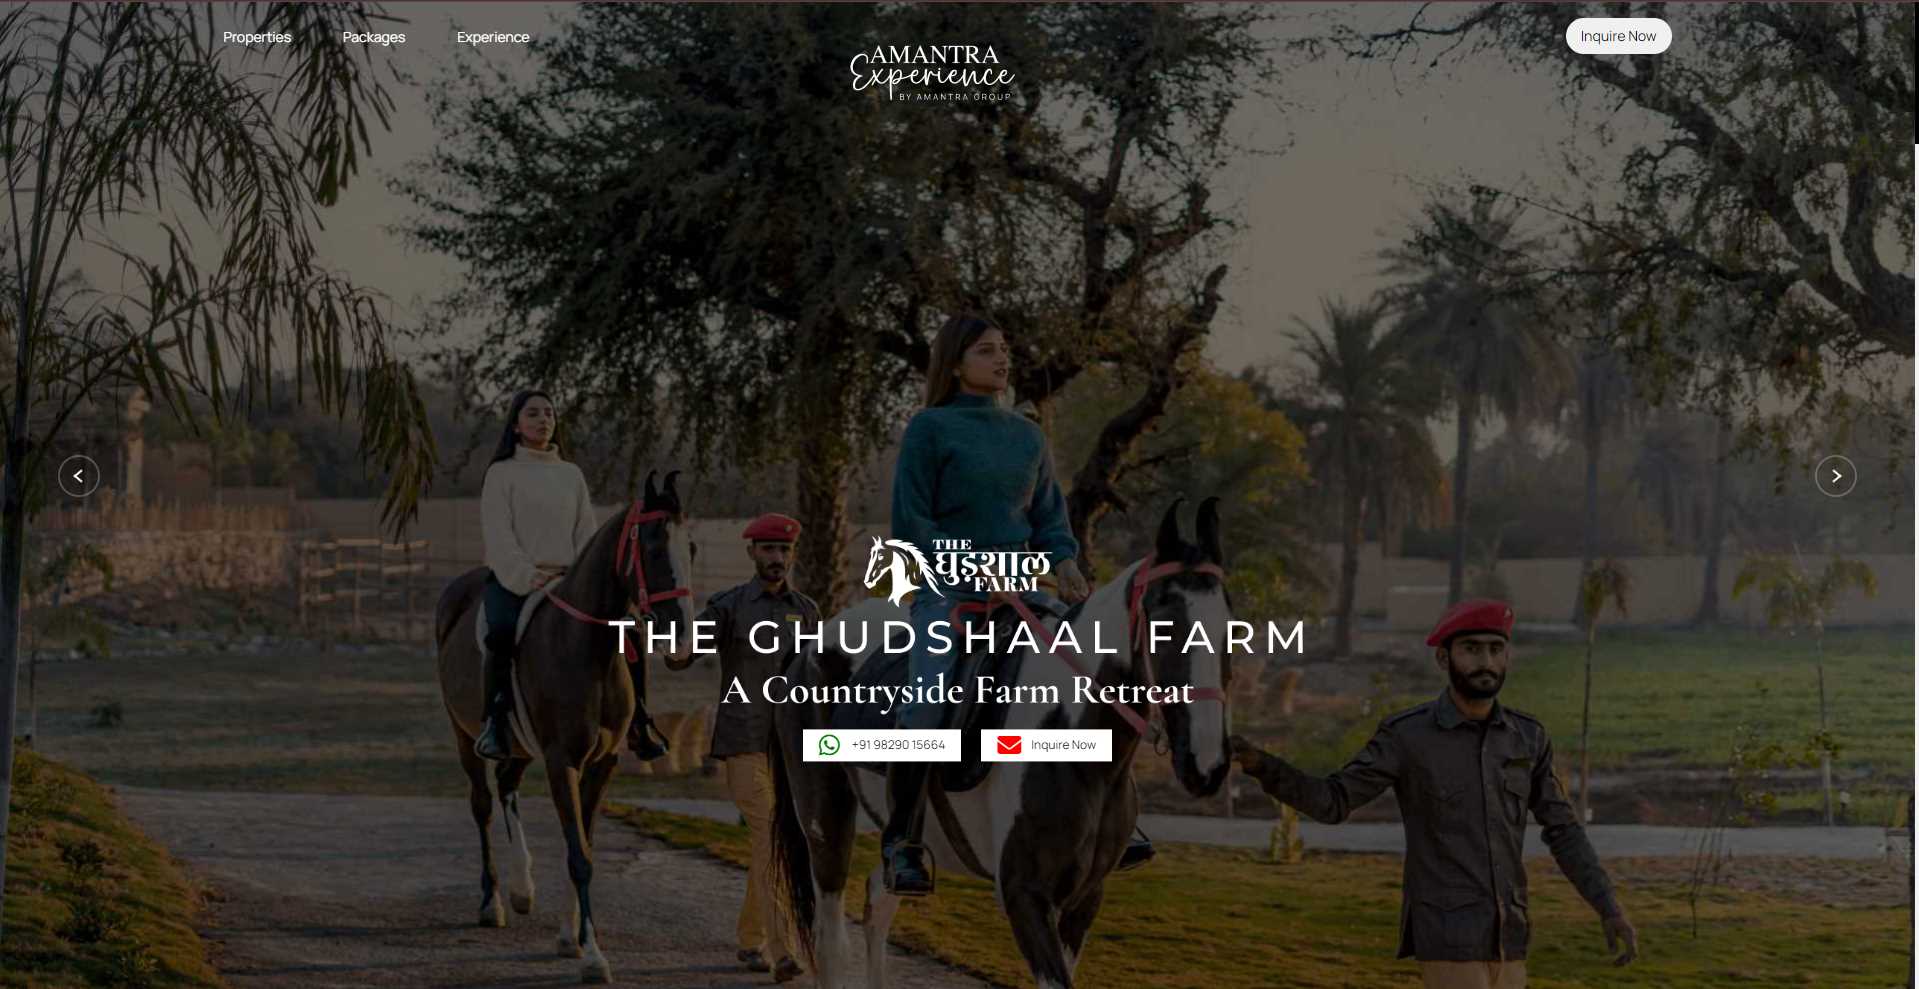 Properties
Packages
Experience
AMANTRA
Experience
BY AMANTRA GROUP
Inquire Now
THE
घुड़शाल
FARM
THE GHUDSHAAL FARM
A Countryside Farm Retreat
+91 98290 15664
Inquire Now